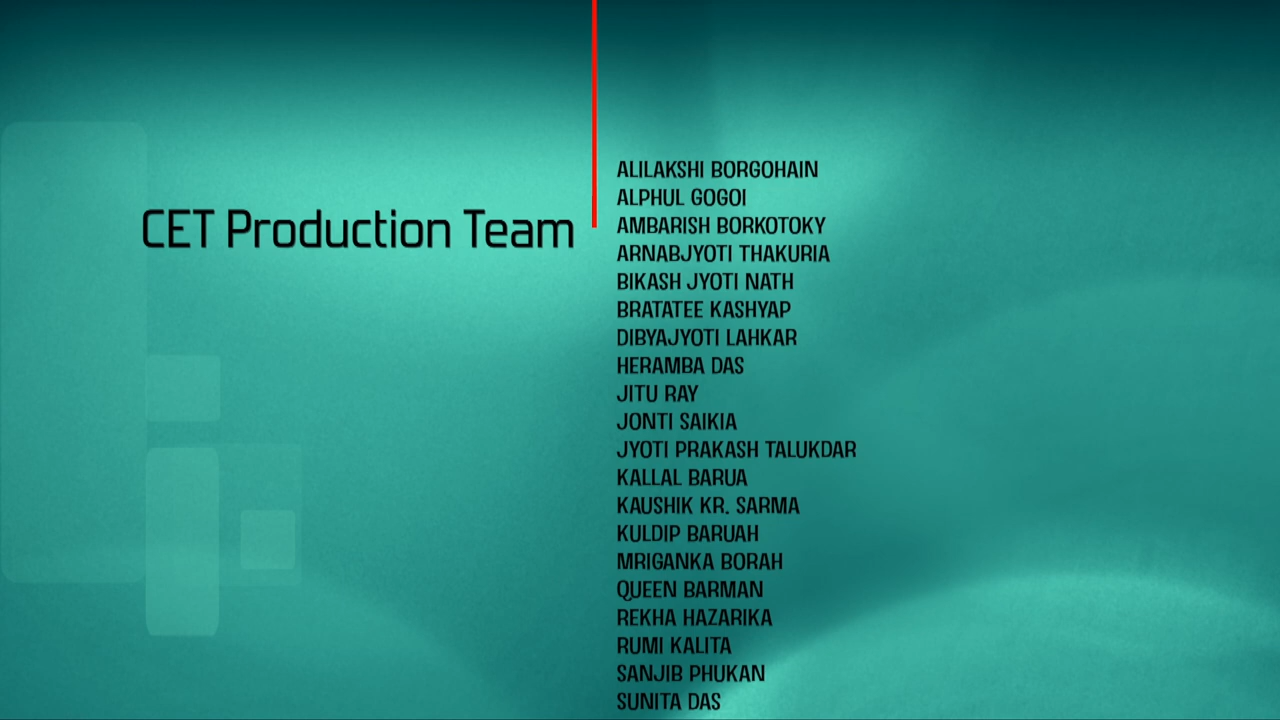 CET Production Team
ALILAKSHI BORGOHAIN
ALPHUL GOGOI
AMBARISH BORKOTOKY
ARNABJYOTI THAKURIA
BIKASH JYOTI NATH
BRATATEE KASHYAP
DIBYAJYOTI LAHKAR
HERAMBA DAS
JITU RAY
JONTI SAIKIA
JYOTI PRAKASH TALUKDAR
KALLAL BARUA
KAUSHIK KR. SARMA
KULDIP BARUAH
MRIGANKA BORAH
QUEEN BARMAN
REKHA HAZARIKA
RUMI KALITA
SANJIB PHUKAN
SUNITA DAS